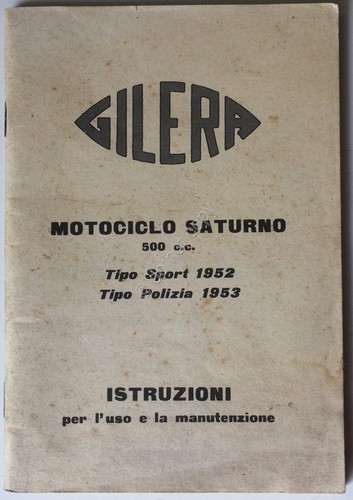 GILERA
MOTOCICLO SATURNO
500 c.c.
Tipo Sport 1952
Tipo Polizia 1953
ISTRUZIONI
per l'uso e la manutenzione